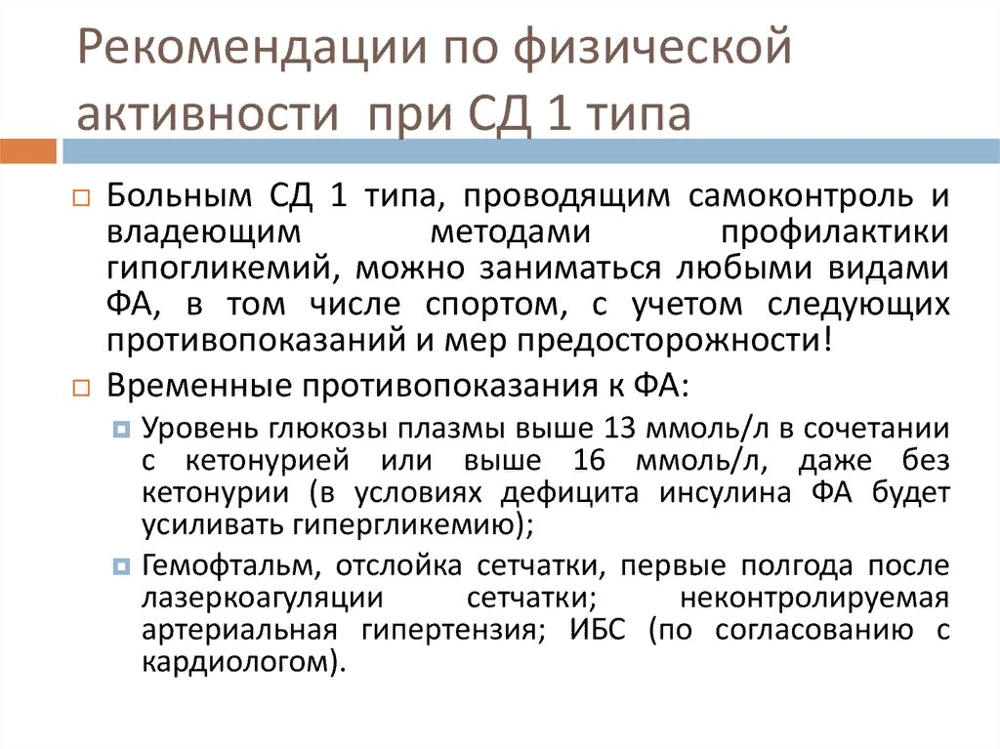 Рекомендации по физической
активности при СД 1 типа
Больным СД 1 типа, проводящим самоконтроль и
владеющим методами профилактики
гипогликемий, можно заниматься любыми видами
ФА, в том числе спортом, с учетом следующих
противопоказаний и мер предосторожности!
Временные противопоказания к ФА:
Уровень глюкозы плазмы выше 13 ммоль/л в сочетании
с кетонурией или выше 16 ммоль/л, даже без
кетонурии (в условиях дефицита инсулина ФА будет
усиливать гипергликемию);
Гемофтальм, отслойка сетчатки, первые полгода после
лазеркоагуляции сетчатки; неконтролируемая
артериальная гипертензия; ИБС (по согласованию с
кардиологом).